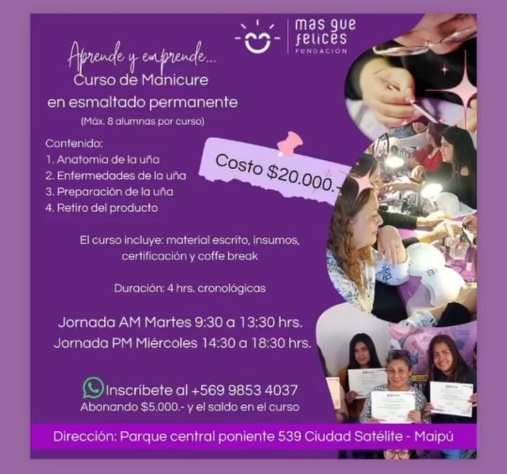 mas que
felices
FUNDACIÓN
Aprende y emprende...
Curso de Manicure
en esmaltado permanente
(Máx. 8 alumnas por curso)
Contenido:
1. Anatomía de la uña
2. Enfermedades de la uña
3. Preparación de la uña
4. Retiro del producto
Costo $20.000.-
El curso incluye: material escrito, insumos,
certificación y coffe break
Duración: 4 hrs. cronológicas
Jornada AM Martes 9:30 a 13:30 hrs.
Jornada PM Miércoles 14:30 a 18:30 hrs.
Inscríbete al +569 9853 4037
Abonando $5.000.- y el saldo en el curso
Dirección: Parque central poniente 539 Ciudad Satélite - Maipú